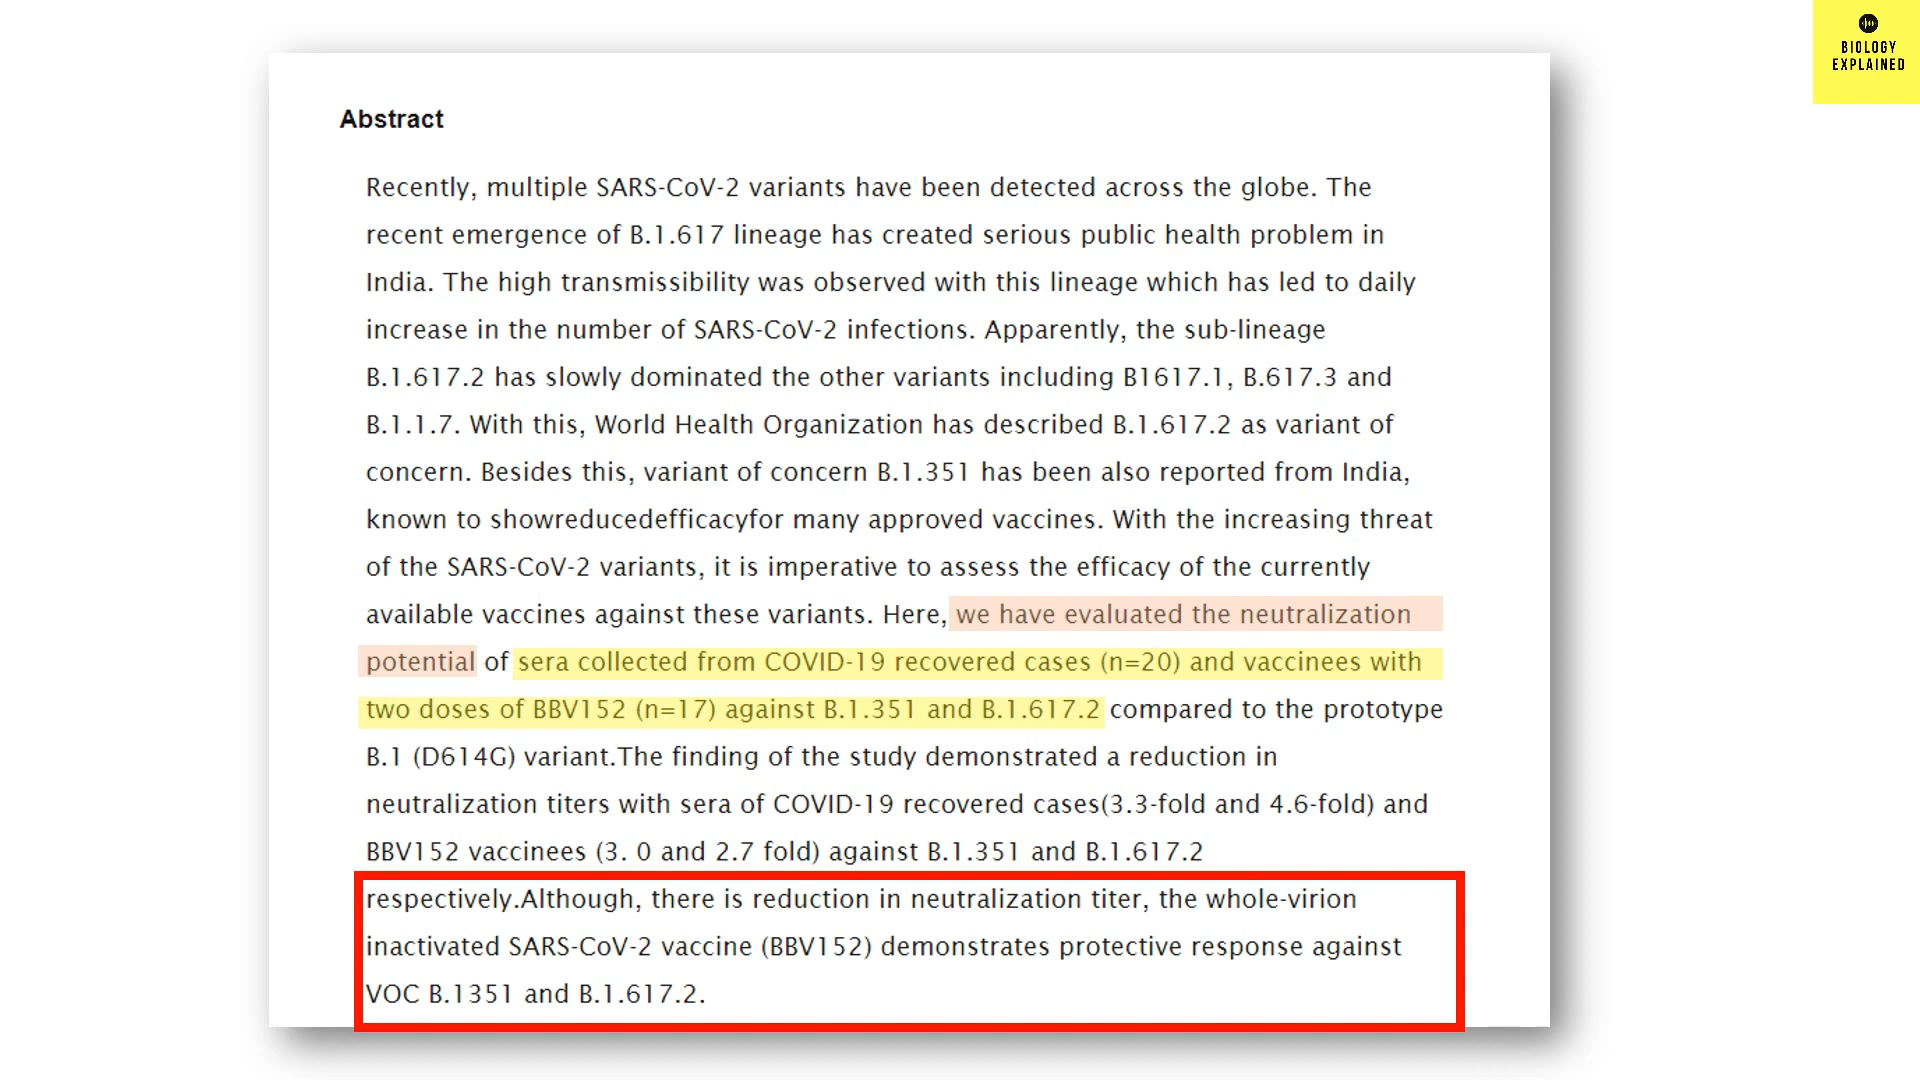 BIOLOGY
EXPLAINED
Abstract
Recently, multiple SARS-CoV-2 variants have been detected across the globe. The
recent emergence of B.1.617 lineage has created serious public health problem in
India. The high transmissibility was observed with this lineage which has led to daily
increase in the number of SARS-CoV-2 infections. Apparently, the sub-lineage
B.1.617.2 has slowly dominated the other variants including B1617.1, B.617.3 and
B.1.1.7. With this, World Health Organization has described B.1.617.2 as variant of
concern. Besides this, variant of concern B.1.351 has been also reported from India,
known to showreducedefficacyfor many approved vaccines. With the increasing threat
of the SARS-CoV-2 variants, it is imperative to assess the efficacy of the currently
available vaccines against these variants. Here, we have evaluated the neutralization
potential of sera collected from COVID-19 recovered cases (n=20) and vaccinees with
two doses of BBV152 (n=17) against B.1.351 and B.1.617.2 compared to the prototype
B.1 (D614G) variant.The finding of the study demonstrated a reduction in
neutralization titers with sera of COVID-19 recovered cases(3.3-fold and 4.6-fold) and
BBV152 vaccinees (3. 0 and 2.7 fold) against B.1.351 and B.1.617.2
respectively.Although, there is reduction in neutralization titer, the whole-virion
inactivated SARS-CoV-2 vaccine (BBV152) demonstrates protective response against
VOC B.1351 and B.1.617.2.